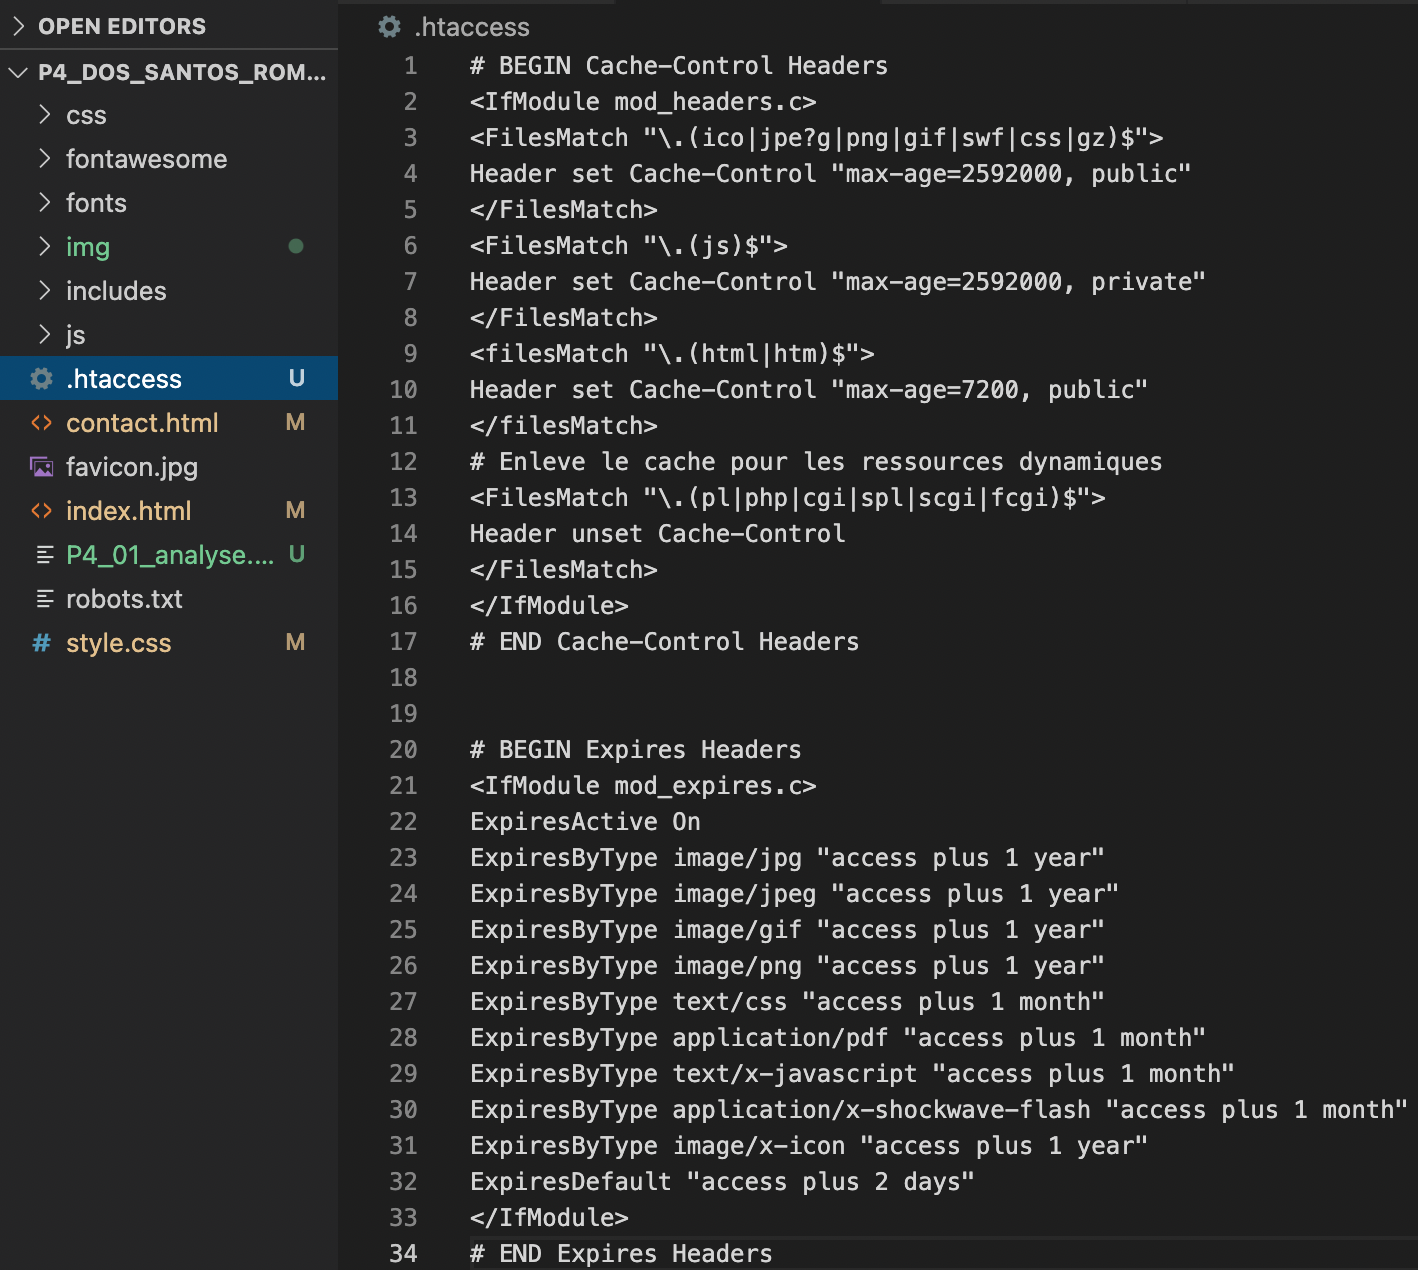 OPEN EDITORS
P4_DOS_SANTOS_ROM...
css
fontawesome
fonts
img
includes
js
.htaccess U
contact.html M
favicon.jpg
index.html M
P4_01_analyse.... U
robots.txt
# style.css M
.htaccess
1 # BEGIN Cache-Control Headers
2 <IfModule mod_headers.c>
3 <FilesMatch "\.(ico|jpe?g|png|gif|swf|css|gz)$">
4 Header set Cache-Control "max-age=2592000, public"
5 </FilesMatch>
6 <FilesMatch "\.(js)$">
7 Header set Cache-Control "max-age=2592000, private"
8 </FilesMatch>
9 <filesMatch "\.(html|htm)$">
10 Header set Cache-Control "max-age=7200, public"
11 </filesMatch>
12 # Enleve le cache pour les ressources dynamiques
13 <FilesMatch "\.(pl|php|cgi|spl|scgi|fcgi)$">
14 Header unset Cache-Control
15 </FilesMatch>
16 </IfModule>
17 # END Cache-Control Headers
18
19
20 # BEGIN Expires Headers
21 <IfModule mod_expires.c>
22 ExpiresActive On
23 ExpiresByType image/jpg "access plus 1 year"
24 ExpiresByType image/jpeg "access plus 1 year"
25 ExpiresByType image/gif "access plus 1 year"
26 ExpiresByType image/png "access plus 1 year"
27 ExpiresByType text/css "access plus 1 month"
28 ExpiresByType application/pdf "access plus 1 month"
29 ExpiresByType text/x-javascript "access plus 1 month"
30 ExpiresByType application/x-shockwave-flash "access plus 1 month"
31 ExpiresByType image/x-icon "access plus 1 year"
32 ExpiresDefault "access plus 2 days"
33 </IfModule>
34 # END Expires Headers